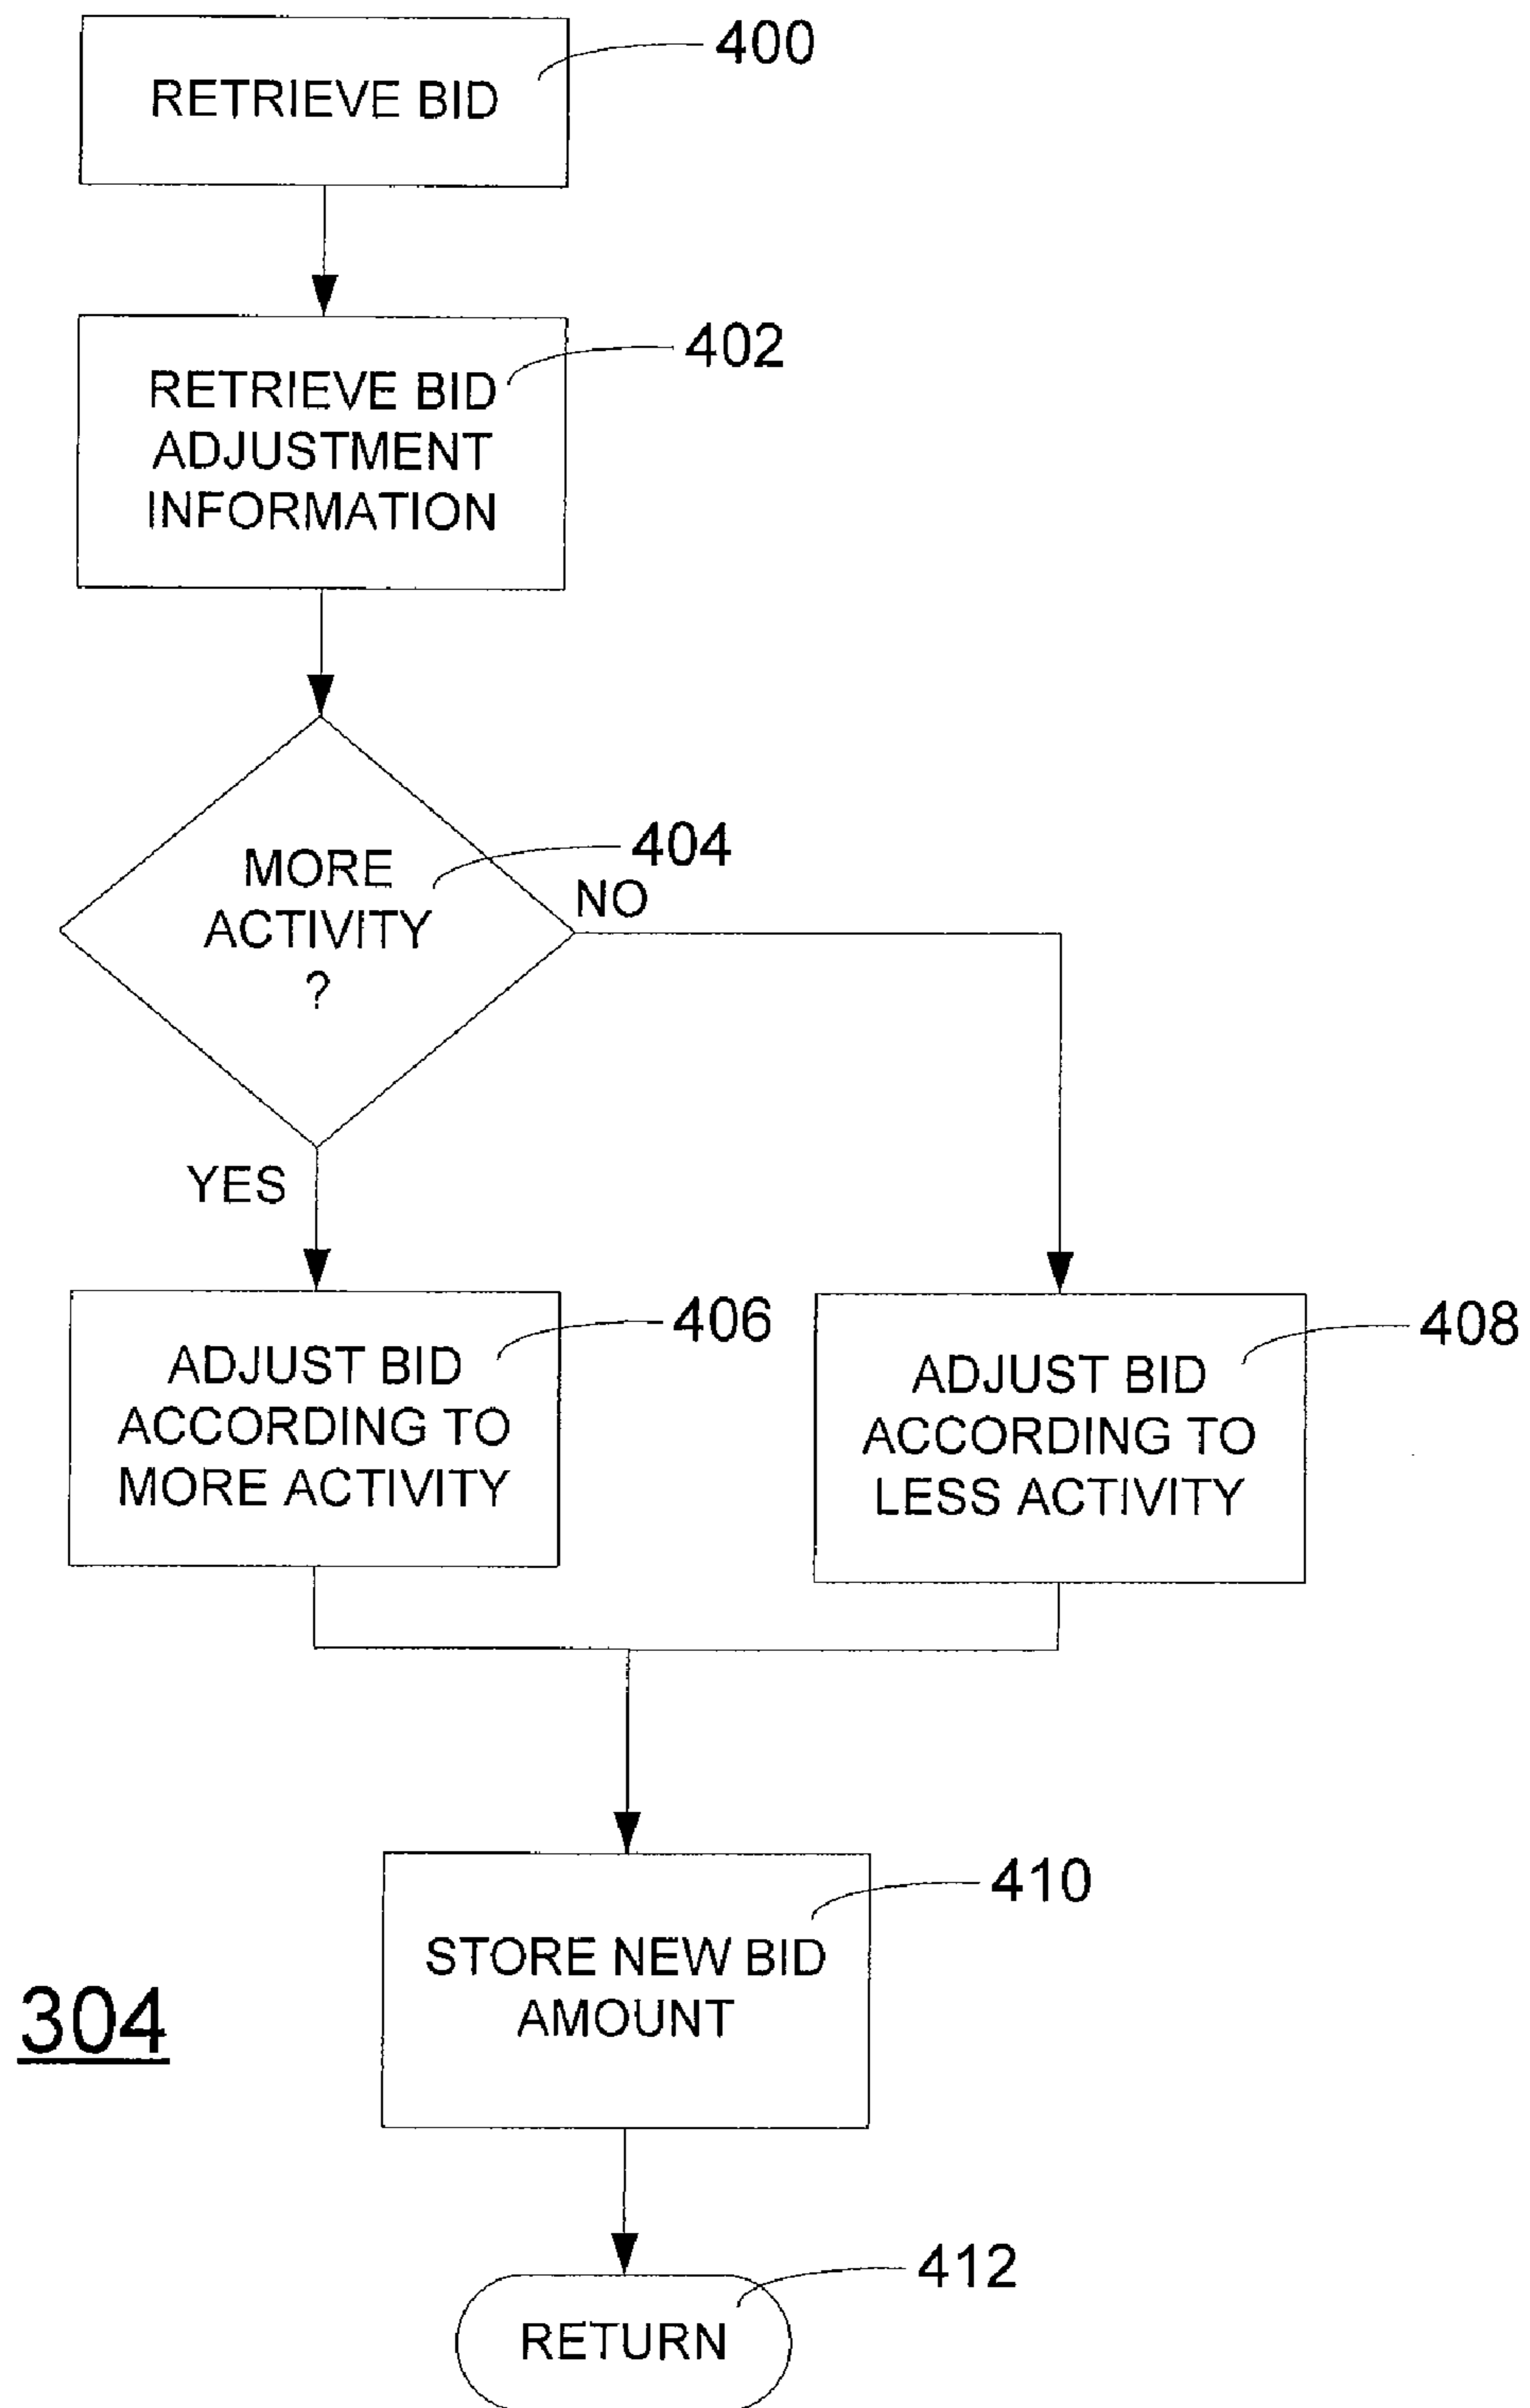 400
RETRIEVE BID
402
RETRIEVE BID
ADJUSTMENT
INFORMATION
404
MORE
ACTIVITY
?
NO
YES
406
ADJUST BID
ACCORDING TO
MORE ACTIVITY
408
ADJUST BID
ACCORDING TO
LESS ACTIVITY
410
STORE NEW BID
AMOUNT
304
412
RETURN